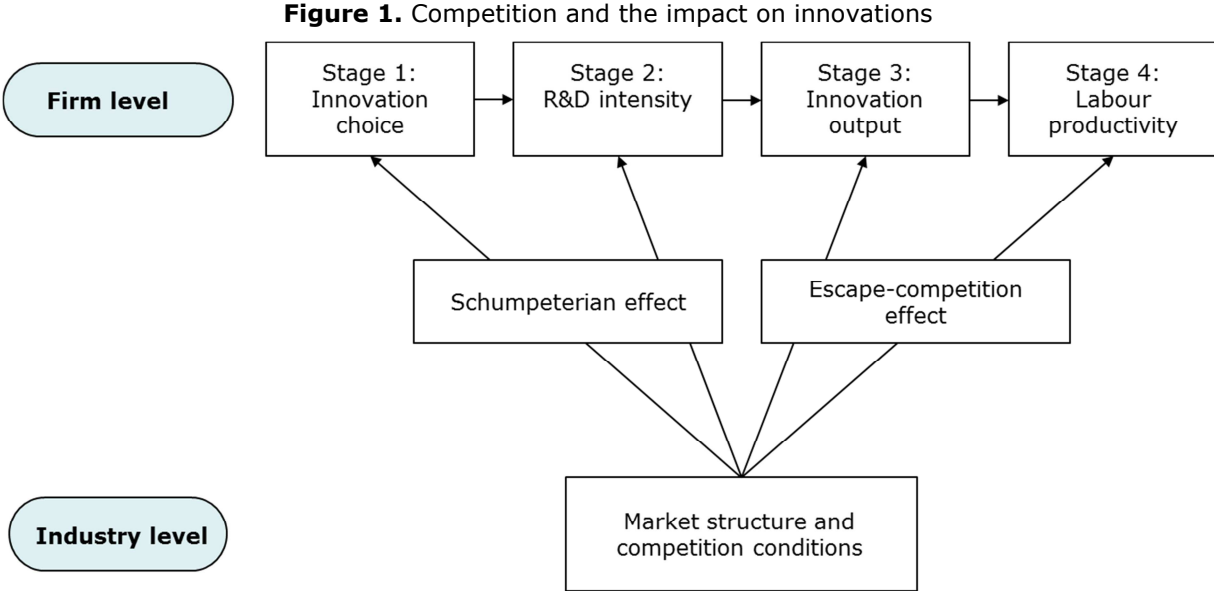 Figure 1. Competition and the impact on innovations
Firm level
Stage 1:
Innovation
choice
Stage 2:
R&D intensity
Stage 3:
Innovation
output
Stage 4:
Labour
productivity
Schumpeterian effect
Escape-competition
effect
Industry level
Market structure and
competition conditions